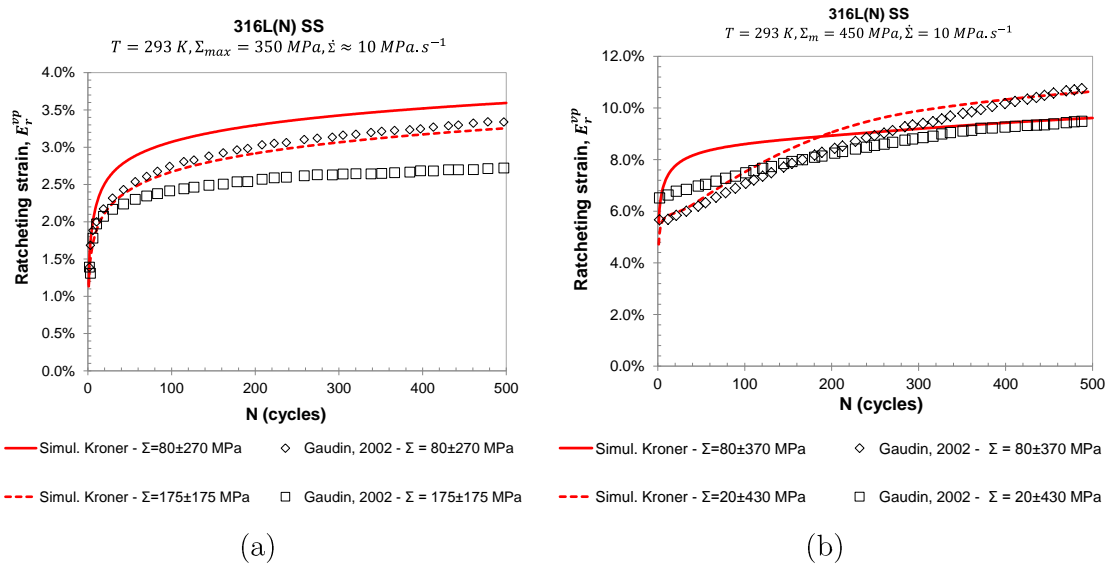 316L(N) SS
T = 293 K, Σmax = 350 MPa, Σ̇ ≈ 10 MPa.s⁻¹
Ratcheting strain, E_r^vp
4.0%
3.5%
3.0%
2.5%
2.0%
1.5%
1.0%
0.5%
0.0%
0 100 200 300 400 500
N (cycles)
Simul. Kroner - Σ=80±270 MPa
Gaudin, 2002 - Σ = 80±270 MPa
Simul. Kroner - Σ=175±175 MPa
Gaudin, 2002 - Σ = 175±175 MPa
(a)
316L(N) SS
T = 293 K, Σm = 450 MPa, Σ̇ = 10 MPa.s⁻¹
Ratcheting strain, E_r^vp
12.0%
10.0%
8.0%
6.0%
4.0%
2.0%
0.0%
0 100 200 300 400 500
N (cycles)
Simul. Kroner - Σ=80±370 MPa
Gaudin, 2002 - Σ = 80±370 MPa
Simul. Kroner - Σ=20±430 MPa
Gaudin, 2002 - Σ = 20±430 MPa
(b)